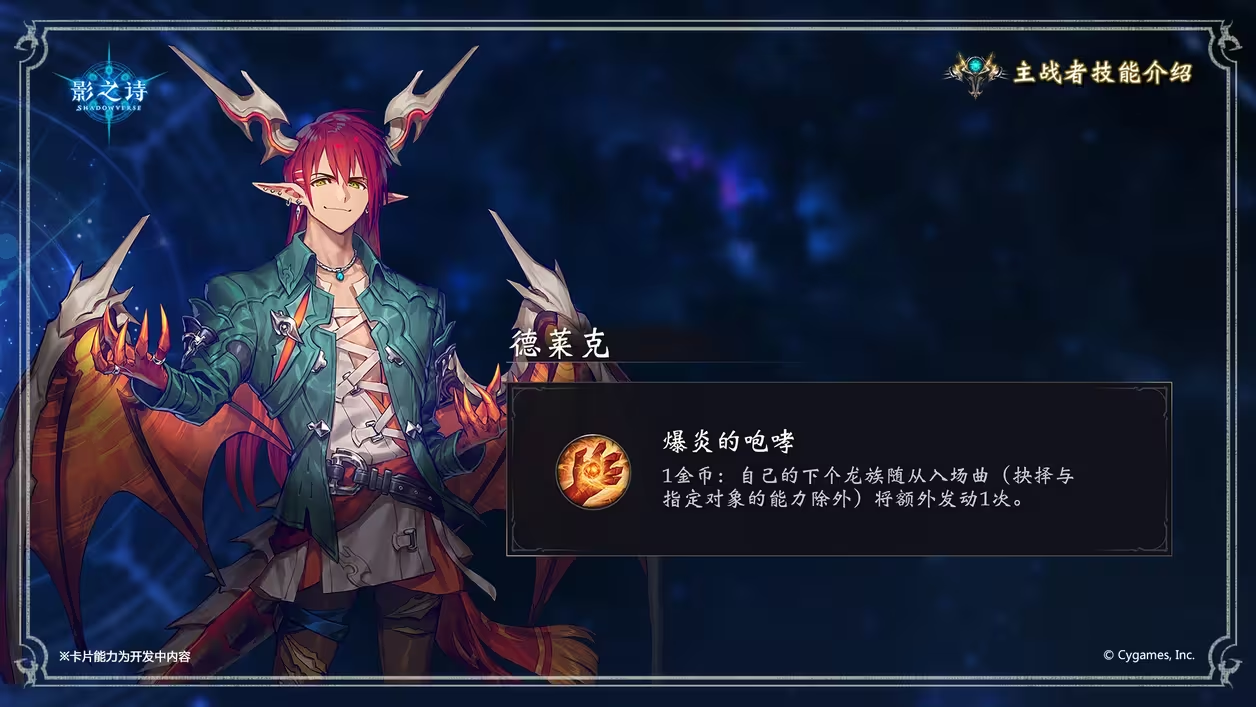 影之诗
SHADOWVERSE
主战者技能介绍
德莱克
爆炎的咆哮
1金币：自己的下个龙族随从入场曲（抉择与
指定对象的能力除外）将额外发动1次。
※卡片能力为开发中内容
© Cygames, Inc.